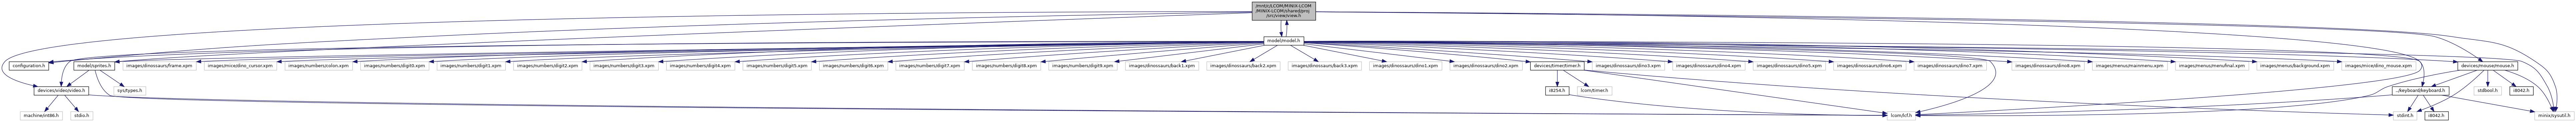 /mnt/c/LCOM/MINIX-LCOM
/MINIX-LCOM/shared/proj
/src/view/view.h
model/model.h
configuration.h
model/sprites.h
images/dinossaurs/frame.xpm
images/mice/dino_cursor.xpm
images/numbers/colon.xpm
images/numbers/digit0.xpm
images/numbers/digit1.xpm
images/numbers/digit2.xpm
images/numbers/digit3.xpm
images/numbers/digit4.xpm
images/numbers/digit5.xpm
images/numbers/digit6.xpm
images/numbers/digit7.xpm
images/numbers/digit8.xpm
images/numbers/digit9.xpm
images/dinossaurs/back1.xpm
images/dinossaurs/back2.xpm
images/dinossaurs/back3.xpm
images/dinossaurs/dino1.xpm
images/dinossaurs/dino2.xpm
devices/timer/timer.h
images/dinossaurs/dino3.xpm
images/dinossaurs/dino4.xpm
images/dinossaurs/dino5.xpm
images/dinossaurs/dino6.xpm
images/dinossaurs/dino7.xpm
images/dinossaurs/dino8.xpm
images/menus/mainmenu.xpm
images/menus/menufinal.xpm
images/menus/background.xpm
images/mice/dino_mouse.xpm
devices/mouse/mouse.h
devices/video/video.h
sys/types.h
i8254.h
lcom/timer.h
../keyboard/keyboard.h
stdbool.h
i8042.h
machine/int86.h
stdio.h
lcom/lcf.h
stdint.h
i8042.h
minix/sysutil.h